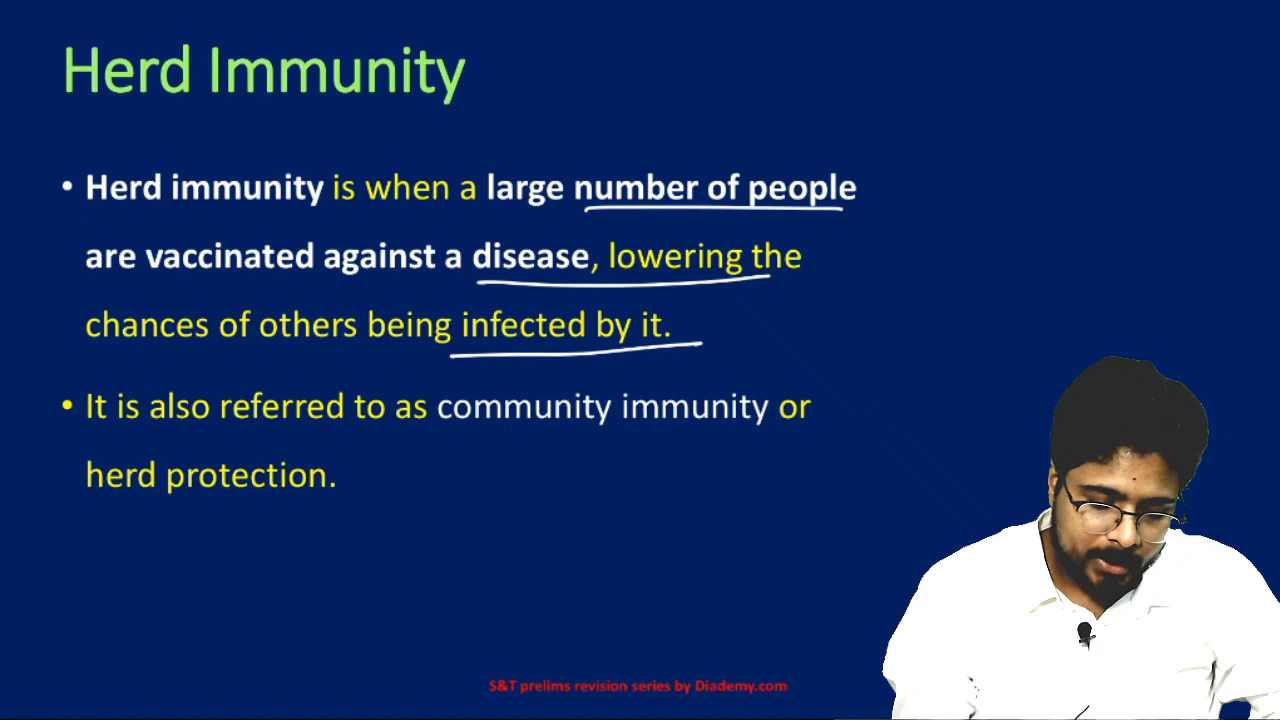 Herd Immunity
• Herd immunity is when a large number of people
are vaccinated against a disease, lowering the
chances of others being infected by it.
• It is also referred to as community immunity or
herd protection.
S&T prelims revision series by Diademy.com